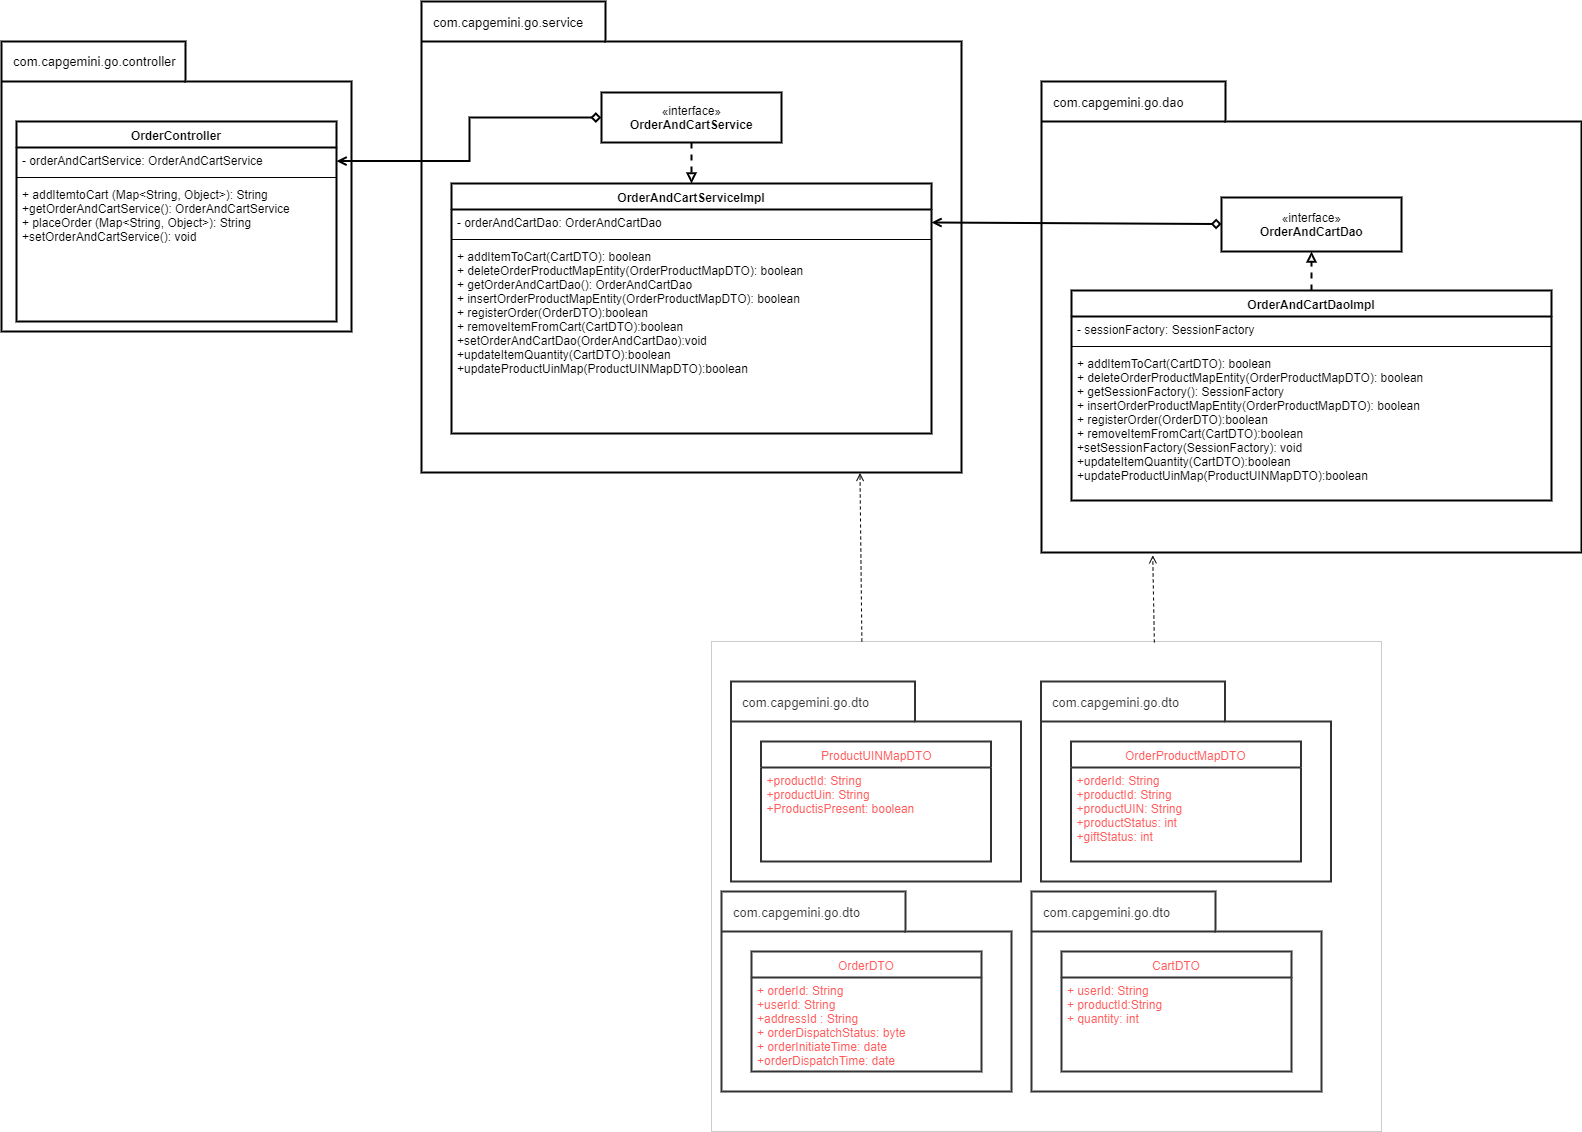 com.capgemini.go.controller
OrderController
- orderAndCartService: OrderAndCartService
+ addItemtoCart (Map<String, Object>): String
+getOrderAndCartService(): OrderAndCartService
+ placeOrder (Map<String, Object>): String
+setOrderAndCartService(): void
com.capgemini.go.service
«interface»
OrderAndCartService
OrderAndCartServiceImpl
- orderAndCartDao: OrderAndCartDao
+ addItemToCart(CartDTO): boolean
+ deleteOrderProductMapEntity(OrderProductMapDTO): boolean
+ getOrderAndCartDao(): OrderAndCartDao
+ insertOrderProductMapEntity(OrderProductMapDTO): boolean
+ registerOrder(OrderDTO):boolean
+ removeItemFromCart(CartDTO):boolean
+setOrderAndCartDao(OrderAndCartDao):void
+updateItemQuantity(CartDTO):boolean
+updateProductUinMap(ProductUINMapDTO):boolean
com.capgemini.go.dao
«interface»
OrderAndCartDao
OrderAndCartDaoImpl
- sessionFactory: SessionFactory
+ addItemToCart(CartDTO): boolean
+ deleteOrderProductMapEntity(OrderProductMapDTO): boolean
+ getSessionFactory(): SessionFactory
+ insertOrderProductMapEntity(OrderProductMapDTO): boolean
+ registerOrder(OrderDTO):boolean
+ removeItemFromCart(CartDTO):boolean
+setSessionFactory(SessionFactory): void
+updateItemQuantity(CartDTO):boolean
+updateProductUinMap(ProductUINMapDTO):boolean
com.capgemini.go.dto
ProductUINMapDTO
+productId: String
+productUin: String
+ProductisPresent: boolean
com.capgemini.go.dto
OrderProductMapDTO
+orderId: String
+productId: String
+productUIN: String
+productStatus: int
+giftStatus: int
com.capgemini.go.dto
OrderDTO
+ orderId: String
+userId: String
+addressId : String
+ orderDispatchStatus: byte
+ orderInitiateTime: date
+orderDispatchTime: date
com.capgemini.go.dto
CartDTO
+ userId: String
+ productId:String
+ quantity: int